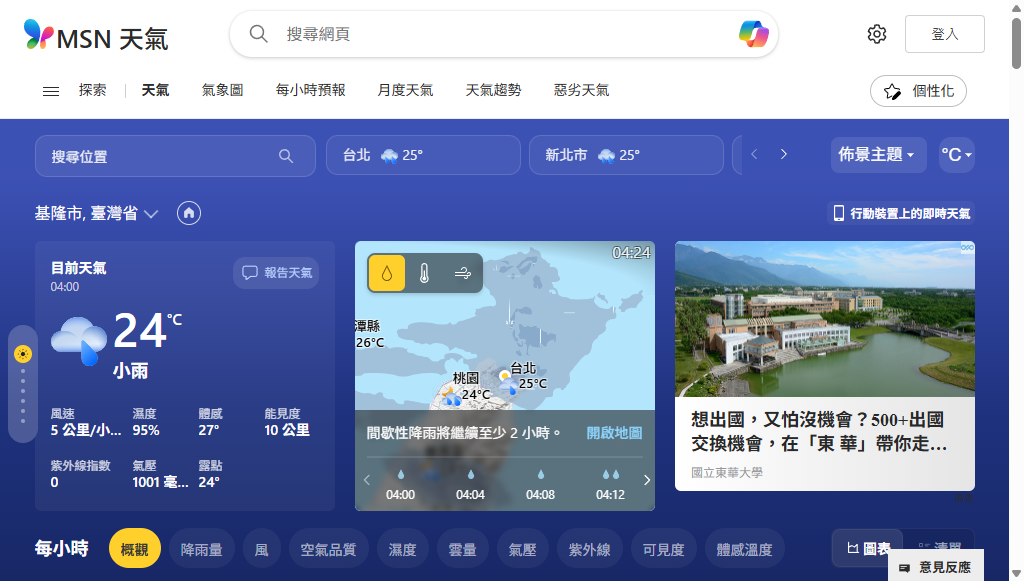 MSN 天氣
搜尋網頁
登入
探索
天氣
氣象圖
每小時預報
月度天氣
天氣趨勢
惡劣天氣
個性化
搜尋位置
台北 25°
新北市 25°
佈景主題
°C
基隆市, 臺灣省
行動裝置上的即時天氣
目前天氣
04:00
報告天氣
24 °C
小雨
風速
5 公里/小...
濕度
95%
體感
27°
能見度
10 公里
紫外線指數
0
氣壓
1001 毫...
露點
24°
04:24
潭縣
26°C
台北
25°C
桃園
24°C
間歇性降雨將繼續至少 2 小時。
開啟地圖
04:00
04:04
04:08
04:12
想出國，又怕沒機會？500+出國
交換機會，在「東 華」帶你走...
國立東華大學
每小時
概觀
降雨量
風
空氣品質
濕度
雲量
氣壓
紫外線
可見度
體感溫度
圖表
清單
意見反應